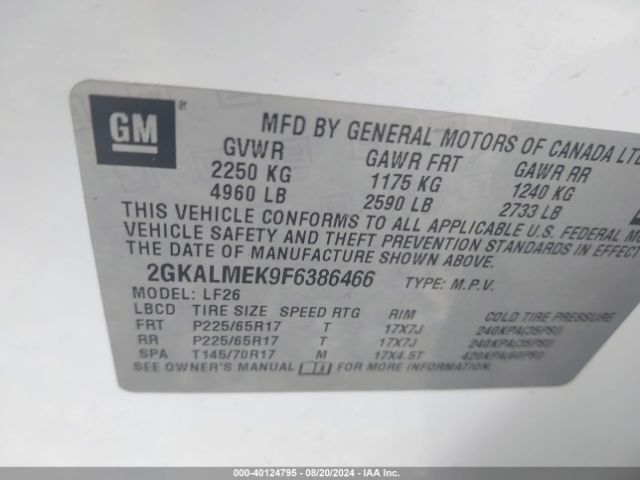 GM ®
MFD BY GENERAL MOTORS OF CANADA LTD
GVWR GAWR FRT GAWR RR
2250 KG 1175 KG 1240 KG
4960 LB 2590 LB 2733 LB
THIS VEHICLE CONFORMS TO ALL APPLICABLE U.S. FEDERAL MO
VEHICLE SAFETY AND THEFT PREVENTION STANDARDS IN EFFEC
THE DATE OF MANUFACTURE SHOWN ABOVE.
2GKALMEK9F6386466 TYPE: M.P.V.
MODEL: LF26
LBCD TIRE SIZE SPEED RTG RIM COLD TIRE PRESSURE
FRT P225/65R17 T 17X7J 240KPA(35PSI)
RR P225/65R17 T 17X7J 240KPA(35PSI)
SPA T145/70R17 M 17X4.5T 420KPA(60PSI)
SEE OWNER'S MANUAL FOR MORE INFORMATION.
000-40124795 - 08/20/2024 - IAA Inc.